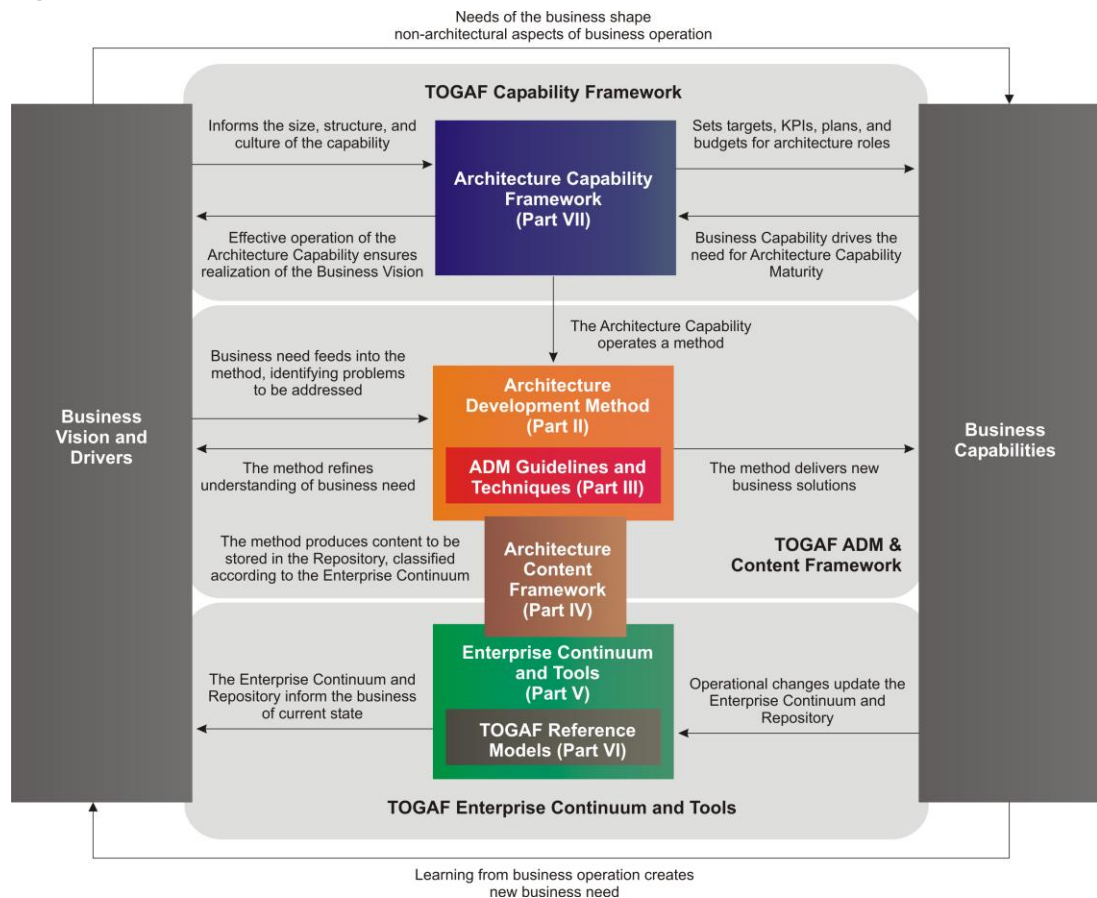 Needs of the business shape
non-architectural aspects of business operation
TOGAF Capability Framework
Informs the size, structure, and
culture of the capability
Sets targets, KPIs, plans, and
budgets for architecture roles
Architecture Capability
Framework
(Part VII)
Effective operation of the
Architecture Capability ensures
realization of the Business Vision
Business Capability drives the
need for Architecture Capability
Maturity
The Architecture Capability
operates a method
Business need feeds into the
method, identifying problems
to be addressed
Architecture
Development Method
(Part II)
Business
Vision and
Drivers
Business
Capabilities
The method refines
understanding of business need
ADM Guidelines and
Techniques (Part III)
The method delivers new
business solutions
The method produces content to be
stored in the Repository, classified
according to the Enterprise Continuum
Architecture
Content
Framework
(Part IV)
TOGAF ADM &
Content Framework
Enterprise Continuum
and Tools
(Part V)
The Enterprise Continuum and
Repository inform the business
of current state
Operational changes update the
Enterprise Continuum and
Repository
TOGAF Reference
Models (Part VI)
TOGAF Enterprise Continuum and Tools
Learning from business operation creates
new business need